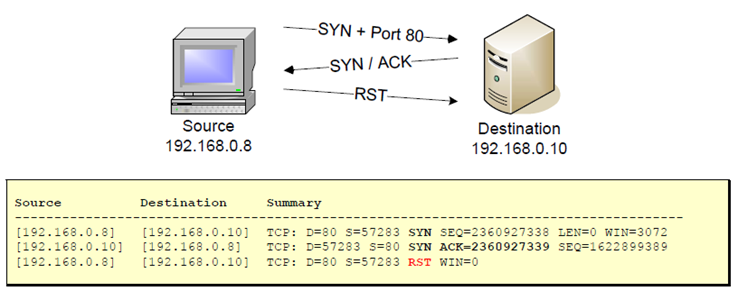 SYN + Port 80
SYN / ACK
RST
Source
192.168.0.8
Destination
192.168.0.10
Source Destination Summary
--------------------------------------------------------------------------------
[192.168.0.8] [192.168.0.10] TCP: D=80 S=57283 SYN SEQ=2360927338 LEN=0 WIN=3072
[192.168.0.10] [192.168.0.8] TCP: D=57283 S=80 SYN ACK=2360927339 SEQ=1622899389
[192.168.0.8] [192.168.0.10] TCP: D=80 S=57283 RST WIN=0